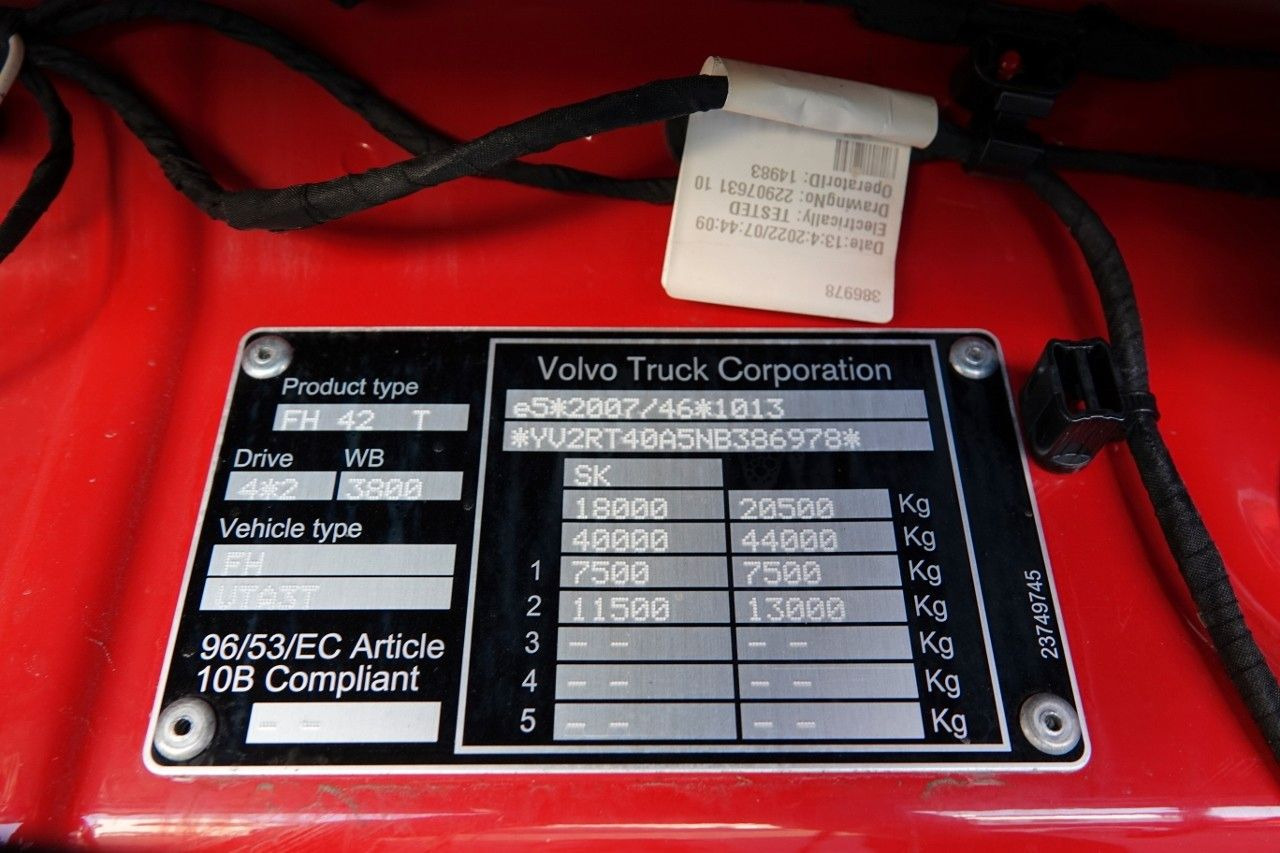 OperatorID: 14983
DrawingNo: 22907631 10
Electrically: TESTED
Date:13.4.2022/07:44:09
386978
Product type
FH 42 T
Drive WB
4*2 3800
Vehicle type
FH
UTA3T
96/53/EC Article
10B Compliant
-- --
Volvo Truck Corporation
e5*2007/46*1013
*YV2RT40A5NB386978*
SK
18000 20500 Kg
40000 44000 Kg
1 7500 7500 Kg
2 11500 13000 Kg
3 -- -- -- -- Kg
4 -- -- -- -- Kg
5 -- -- -- -- Kg
23749745